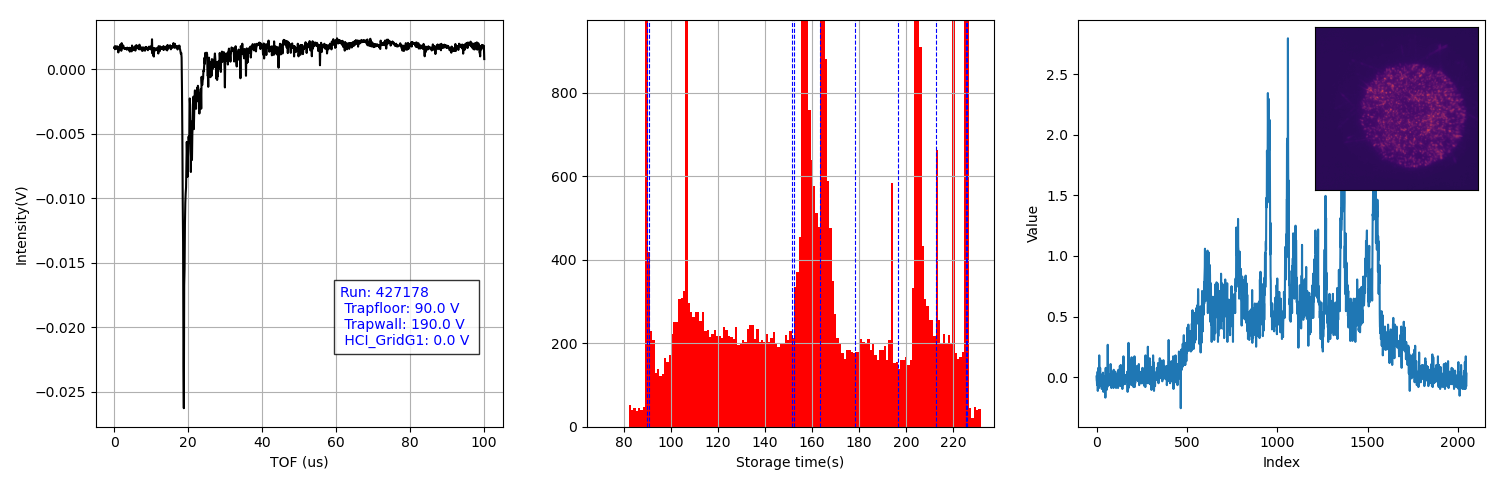 0.000
−0.005
−0.010
−0.015
−0.020
−0.025
Intensity(V)
0 20 40 60 80 100
TOF (us)
Run: 427178
Trapfloor: 90.0 V
Trapwall: 190.0 V
HCI_GridG1: 0.0 V
800
600
400
200
0
80 100 120 140 160 180 200 220
Storage time(s)
2.5
2.0
1.5
1.0
0.5
0.0
Value
0 500 1000 1500 2000
Index